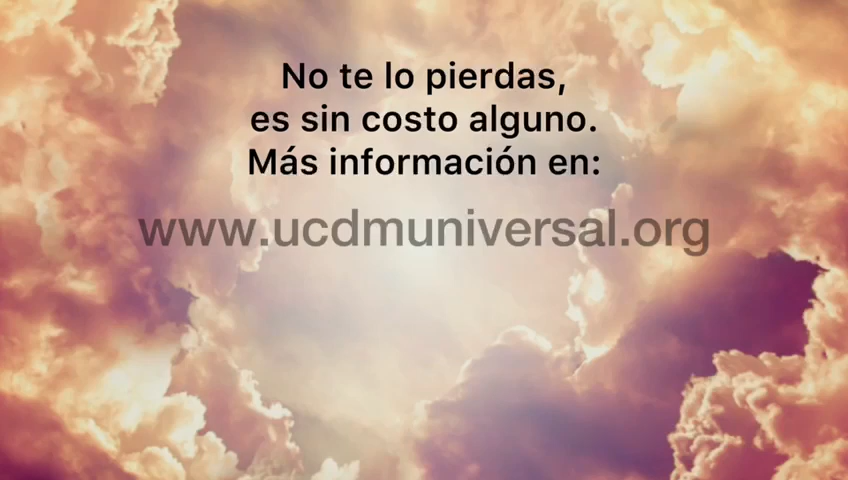 No te lo pierdas,
es sin costo alguno.
Más información en:
www.ucdmuniversal.org